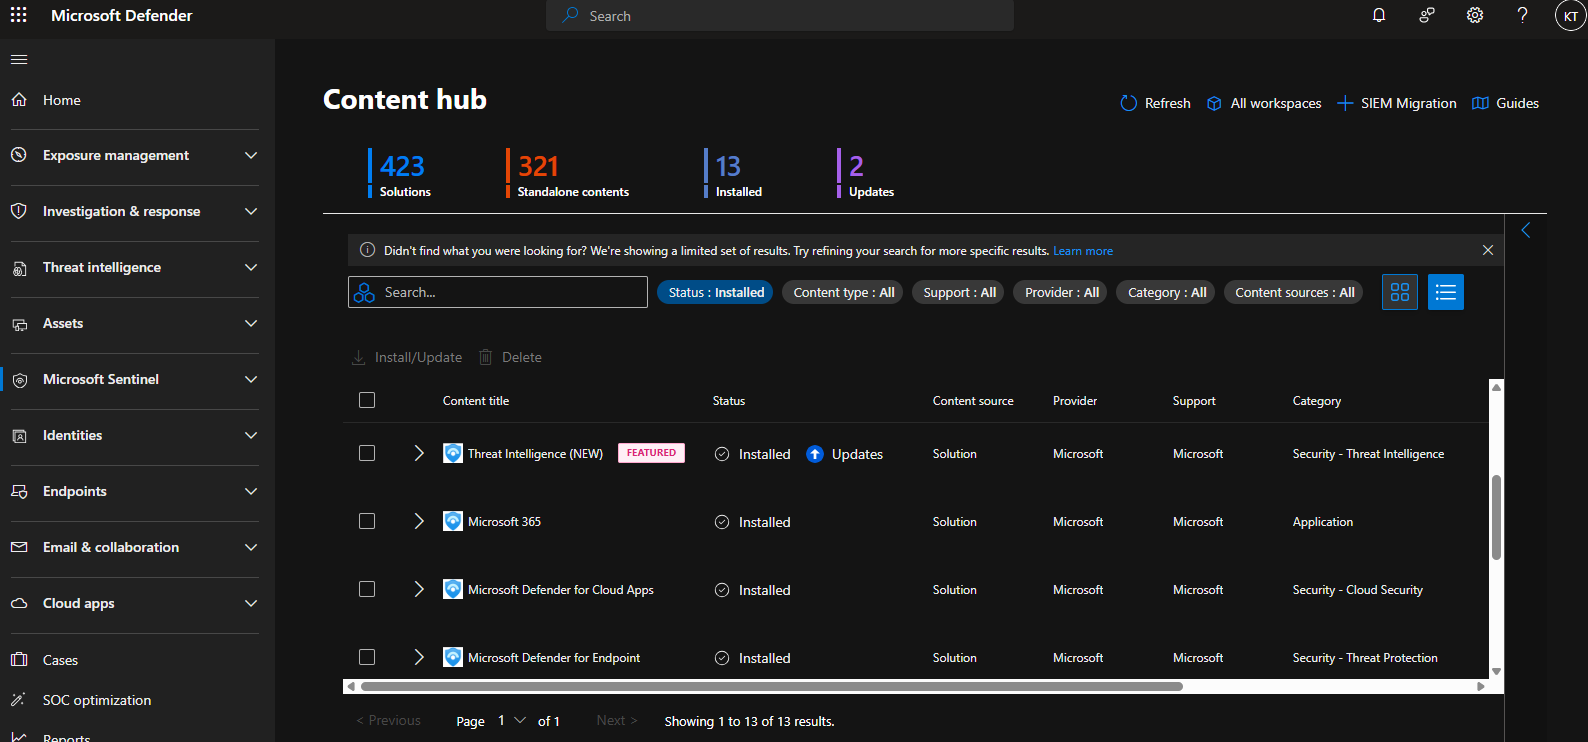 Microsoft Defender
Search
KT
Home
Exposure management
Investigation & response
Threat intelligence
Assets
Microsoft Sentinel
Identities
Endpoints
Email & collaboration
Cloud apps
Cases
SOC optimization
Reports
Content hub
Refresh
All workspaces
SIEM Migration
Guides
423
Solutions
321
Standalone contents
13
Installed
2
Updates
Didn't find what you were looking for? We're showing a limited set of results. Try refining your search for more specific results. Learn more
Search...
Status : Installed
Content type : All
Support : All
Provider : All
Category : All
Content sources : All
Install/Update
Delete
Content title Status Content source Provider Support Category
Threat Intelligence (NEW) FEATURED Installed Updates Solution Microsoft Microsoft Security - Threat Intelligence
Microsoft 365 Installed Solution Microsoft Microsoft Application
Microsoft Defender for Cloud Apps Installed Solution Microsoft Microsoft Security - Cloud Security
Microsoft Defender for Endpoint Installed Solution Microsoft Microsoft Security - Threat Protection
< Previous Page 1 of 1 Next > Showing 1 to 13 of 13 results.